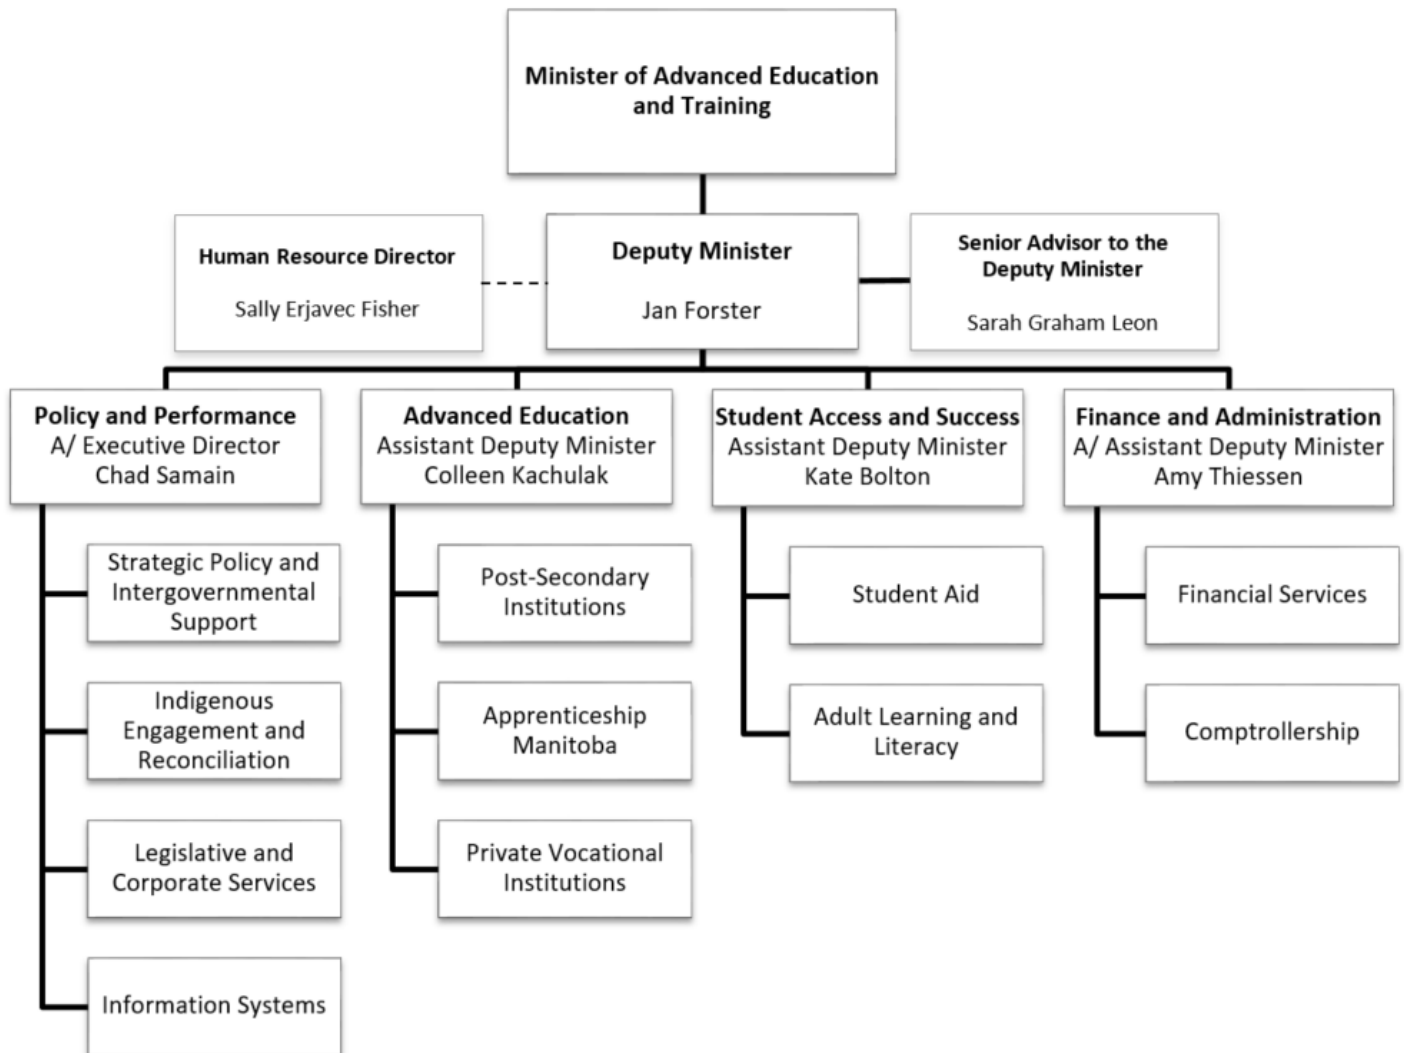 Minister of Advanced Education
and Training
Human Resource Director
Sally Erjavec Fisher
Deputy Minister
Jan Forster
Senior Advisor to the
Deputy Minister
Sarah Graham Leon
Policy and Performance
A/ Executive Director
Chad Samain
Advanced Education
Assistant Deputy Minister
Colleen Kachulak
Student Access and Success
Assistant Deputy Minister
Kate Bolton
Finance and Administration
A/ Assistant Deputy Minister
Amy Thiessen
Strategic Policy and
Intergovernmental
Support
Indigenous
Engagement and
Reconciliation
Legislative and
Corporate Services
Information Systems
Post-Secondary
Institutions
Apprenticeship
Manitoba
Private Vocational
Institutions
Student Aid
Adult Learning and
Literacy
Financial Services
Comptrollership